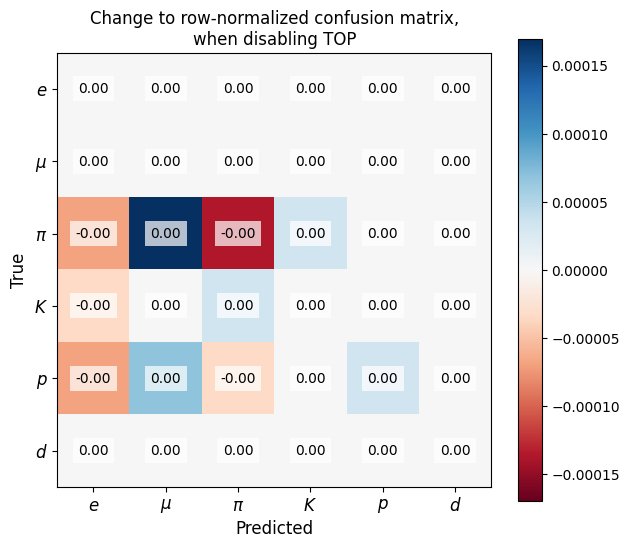 Change to row-normalized confusion matrix,
when disabling TOP
True
e 0.00 0.00 0.00 0.00 0.00 0.00
μ 0.00 0.00 0.00 0.00 0.00 0.00
π -0.00 0.00 -0.00 0.00 0.00 0.00
K -0.00 0.00 0.00 0.00 0.00 0.00
p -0.00 0.00 -0.00 0.00 0.00 0.00
d 0.00 0.00 0.00 0.00 0.00 0.00
e μ π K p d
Predicted
0.00015
0.00010
0.00005
0.00000
−0.00005
−0.00010
−0.00015